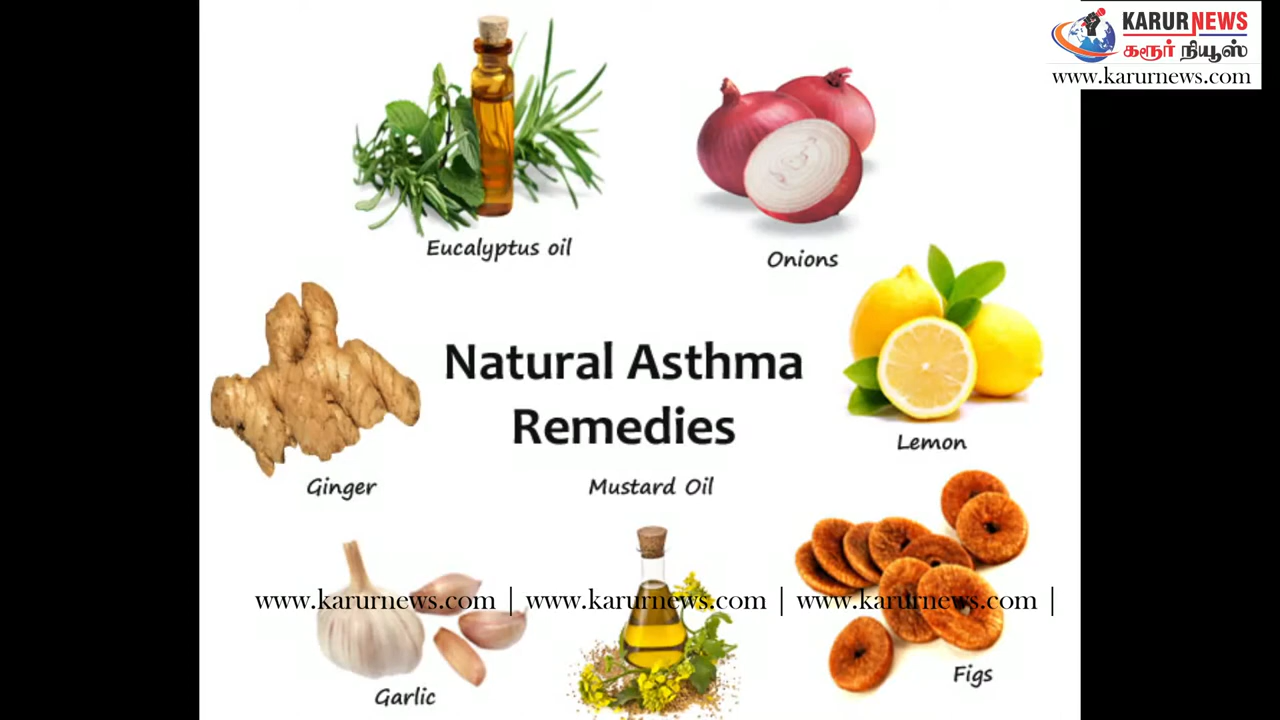 KARUR NEWS
கரூர் நியூஸ்
www.karurnews.com
Eucalyptus oil
Onions
Natural Asthma
Remedies
Lemon
Ginger
Mustard Oil
www.karurnews.com | www.karurnews.com | www.karurnews.com |
Figs
Garlic